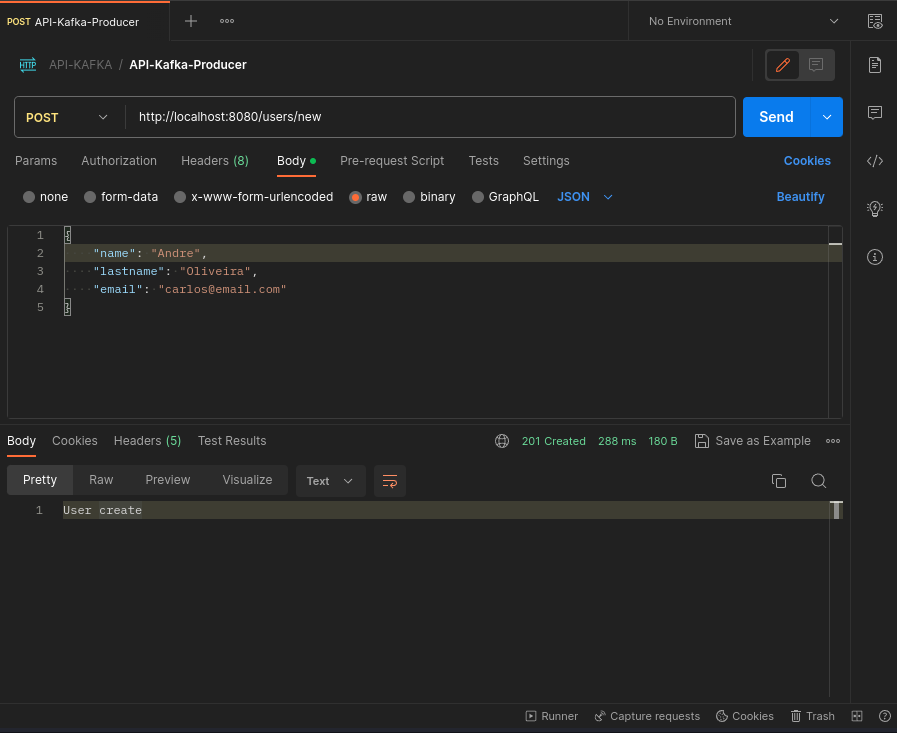 POST API-Kafka-Producer
No Environment
HTTP API-KAFKA / API-Kafka-Producer
POST http://localhost:8080/users/new Send
Params Authorization Headers (8) Body Pre-request Script Tests Settings Cookies
none form-data x-www-form-urlencoded raw binary GraphQL JSON Beautify
1 {
2 "name": "Andre",
3 "lastname": "Oliveira",
4 "email": "carlos@email.com"
5 }
Body Cookies Headers (5) Test Results 201 Created 288 ms 180 B Save as Example
Pretty Raw Preview Visualize Text
1 User create
Runner Capture requests Cookies Trash